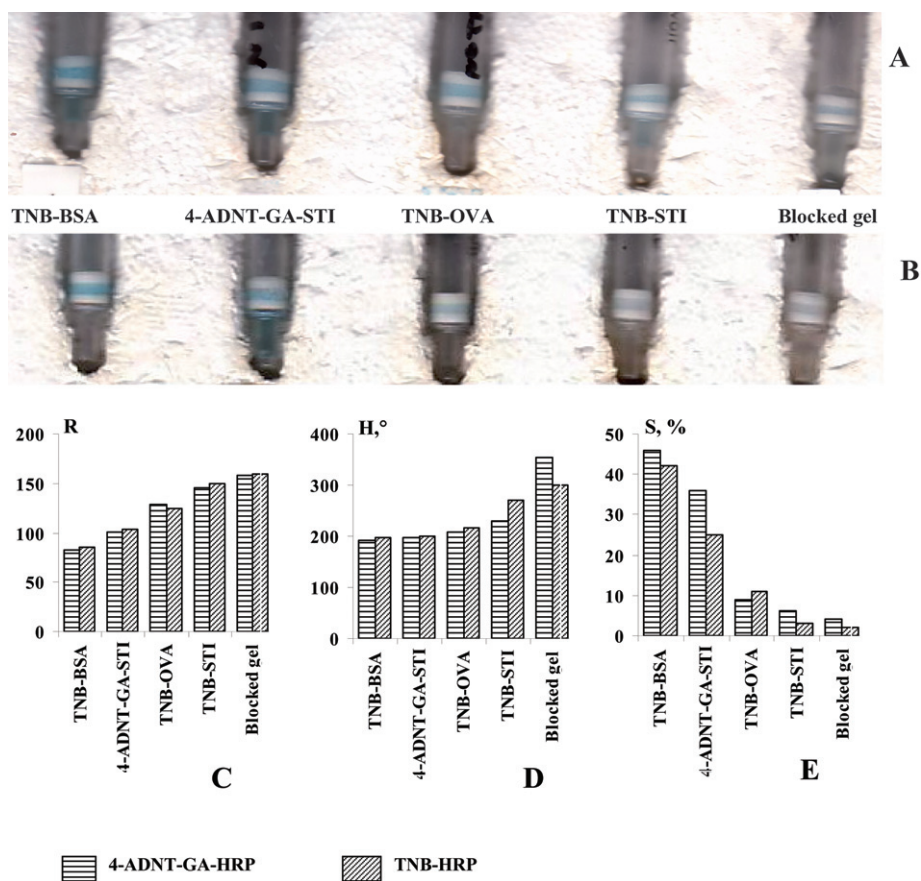 A
TNB-BSA 4-ADNT-GA-STI TNB-OVA TNB-STI Blocked gel
B
R
200
150
100
50
0
TNB-BSA
4-ADNT-GA-STI
TNB-OVA
TNB-STI
Blocked gel
C
H,°
400
300
200
100
0
TNB-BSA
4-ADNT-GA-STI
TNB-OVA
TNB-STI
Blocked gel
D
S, %
50
40
30
20
10
0
TNB-BSA
4-ADNT-GA-STI
TNB-OVA
TNB-STI
Blocked gel
E
4-ADNT-GA-HRP TNB-HRP